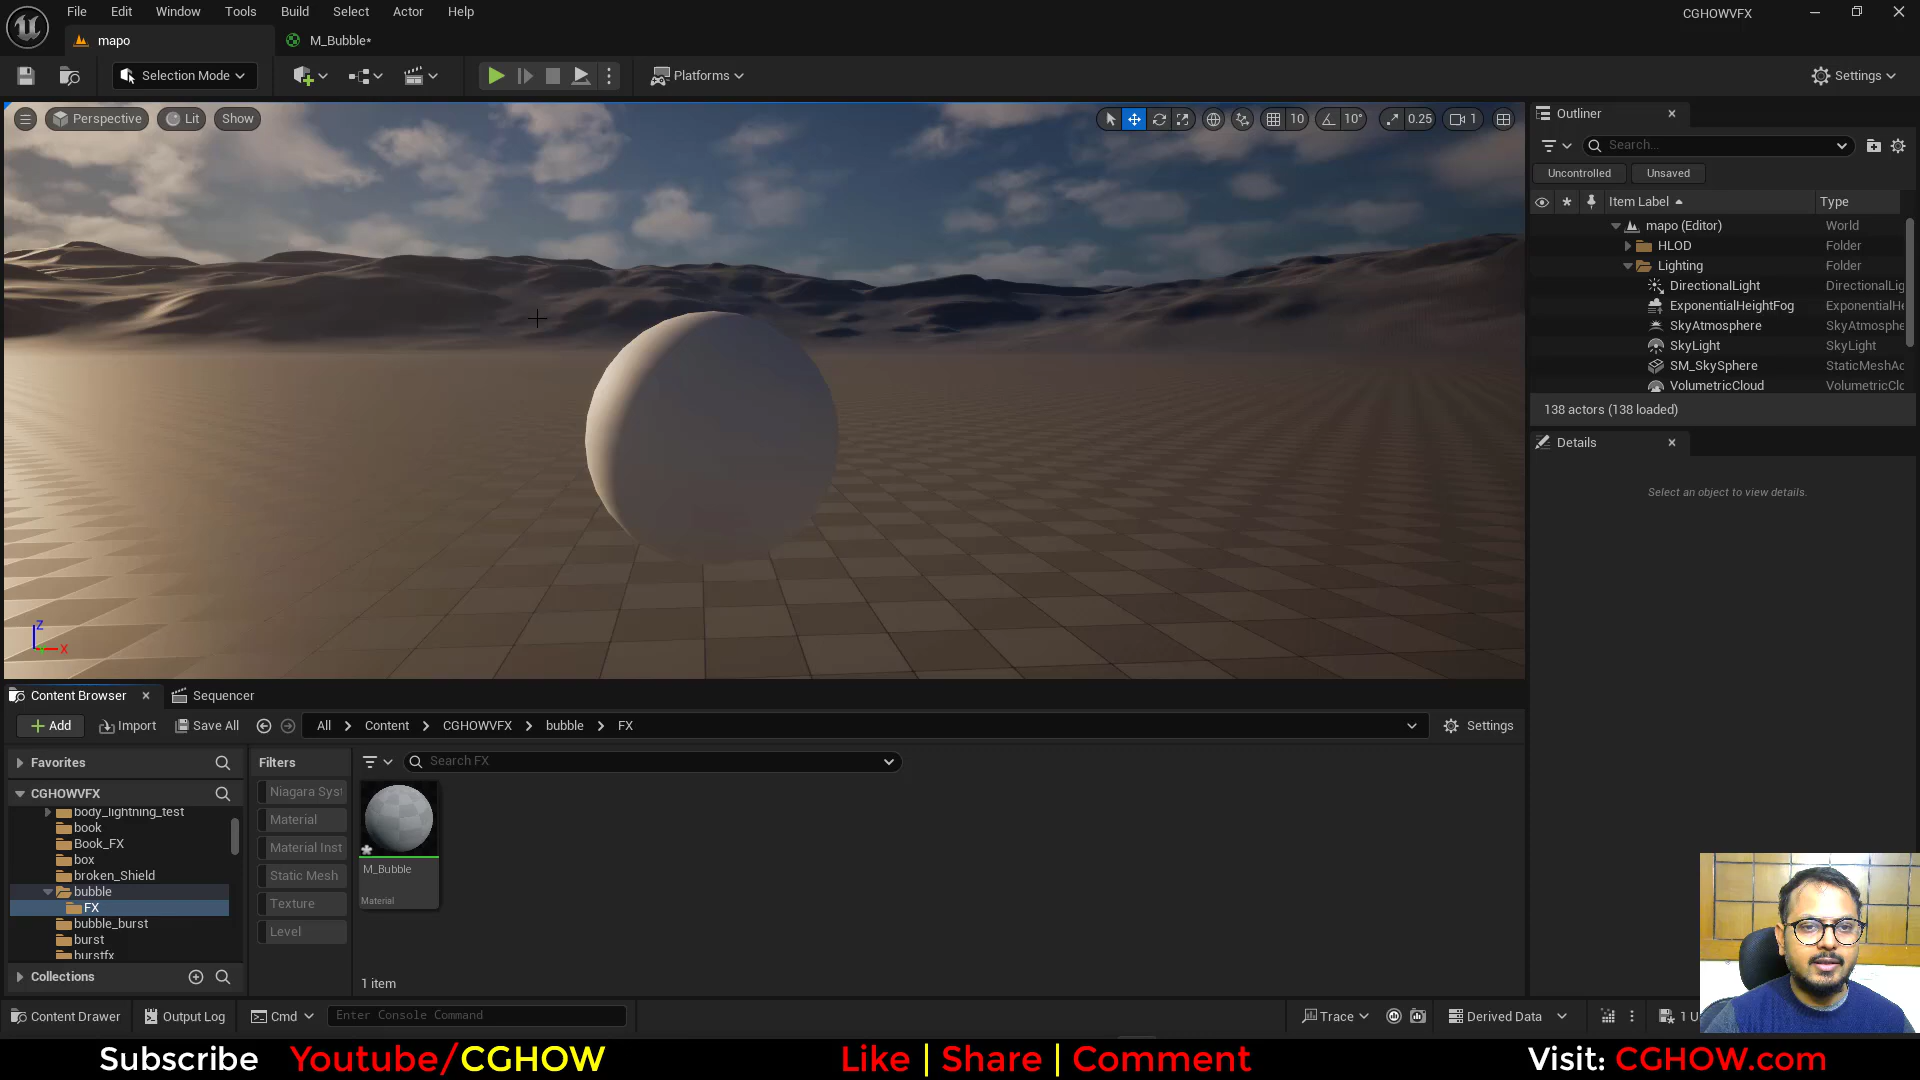 File Edit Window Tools Build Select Actor Help
CGHOWVFX
mapo
M_Bubble*
Selection Mode
Platforms
Settings
Perspective
Lit
Show
10
10°
0.25
1
Outliner
Search...
Uncontrolled
Unsaved
Item Label
Type
mapo (Editor) World
HLOD Folder
Lighting Folder
DirectionalLight DirectionalLig
ExponentialHeightFog ExponentialHe
SkyAtmosphere SkyAtmosphe
SkyLight SkyLight
SM_SkySphere StaticMeshAc
VolumetricCloud VolumetricClo
138 actors (138 loaded)
Details
Select an object to view details.
Z
X
Content Browser
Sequencer
Add
Import
Save All
All Content CGHOWVFX bubble FX
Settings
Favorites
CGHOWVFX
body_lightning_test
book
Book_FX
box
broken_Shield
bubble
FX
bubble_burst
burst
burstfx
Collections
Filters
Niagara Syst
Material
Material Inst
Static Mesh
Texture
Level
Search FX
M_Bubble
Material
1 item
Content Drawer
Output Log
Cmd
Enter Console Command
Trace
Derived Data
1 U
Subscribe Youtube/CGHOW Like | Share | Comment Visit: CGHOW.com